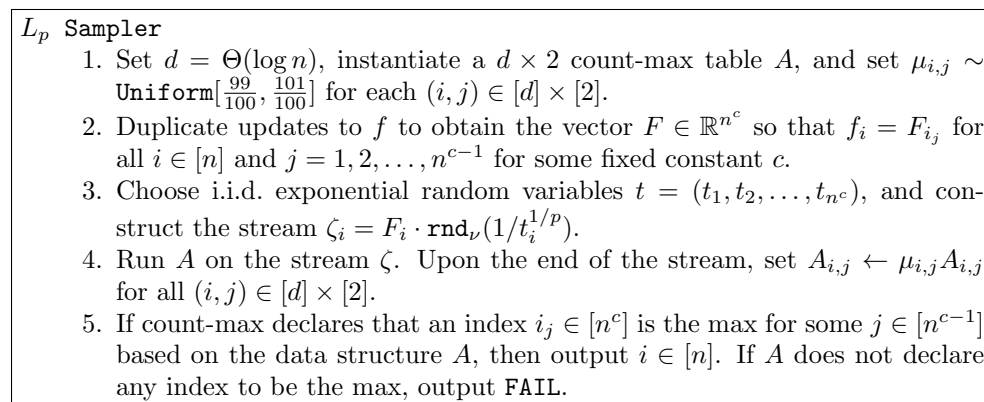 L_p Sampler
1. Set d = Θ(log n), instantiate a d × 2 count-max table A, and set μ_{i,j} ∼
Uniform[99/100, 101/100] for each (i, j) ∈ [d] × [2].
2. Duplicate updates to f to obtain the vector F ∈ ℝ^{n^c} so that f_i = F_{i_j} for
all i ∈ [n] and j = 1, 2, . . . , n^{c−1} for some fixed constant c.
3. Choose i.i.d. exponential random variables t = (t_1, t_2, . . . , t_{n^c}), and con-
struct the stream ζ_i = F_i · rnd_ν(1/t_i^{1/p}).
4. Run A on the stream ζ. Upon the end of the stream, set A_{i,j} ← μ_{i,j}A_{i,j}
for all (i, j) ∈ [d] × [2].
5. If count-max declares that an index i_j ∈ [n^c] is the max for some j ∈ [n^{c−1}]
based on the data structure A, then output i ∈ [n]. If A does not declare
any index to be the max, output FAIL.